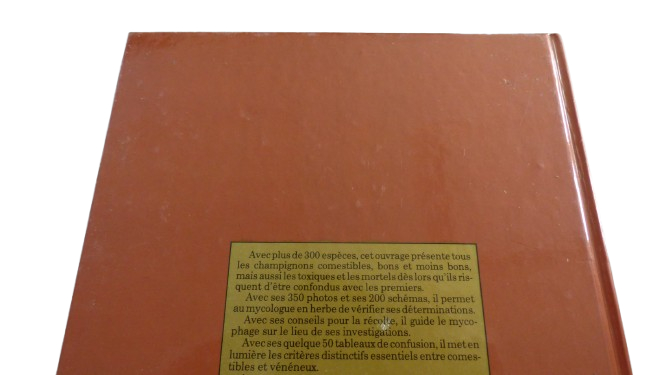 Avec plus de 300 espèces, cet ouvrage présente tous
les champignons comestibles, bons et moins bons,
mais aussi les toxiques et les mortels dès lors qu'ils ris-
quent d'être confondus avec les premiers.
Avec ses 350 photos et ses 200 schémas, il permet
au mycologue en herbe de vérifier ses déterminations.
Avec ses conseils pour la récolte, il guide le myco-
phage sur le lieu de ses investigations.
Avec ses quelque 50 tableaux de confusion, il met en
lumière les critères distinctifs essentiels entre comes-
tibles et vénéneux.